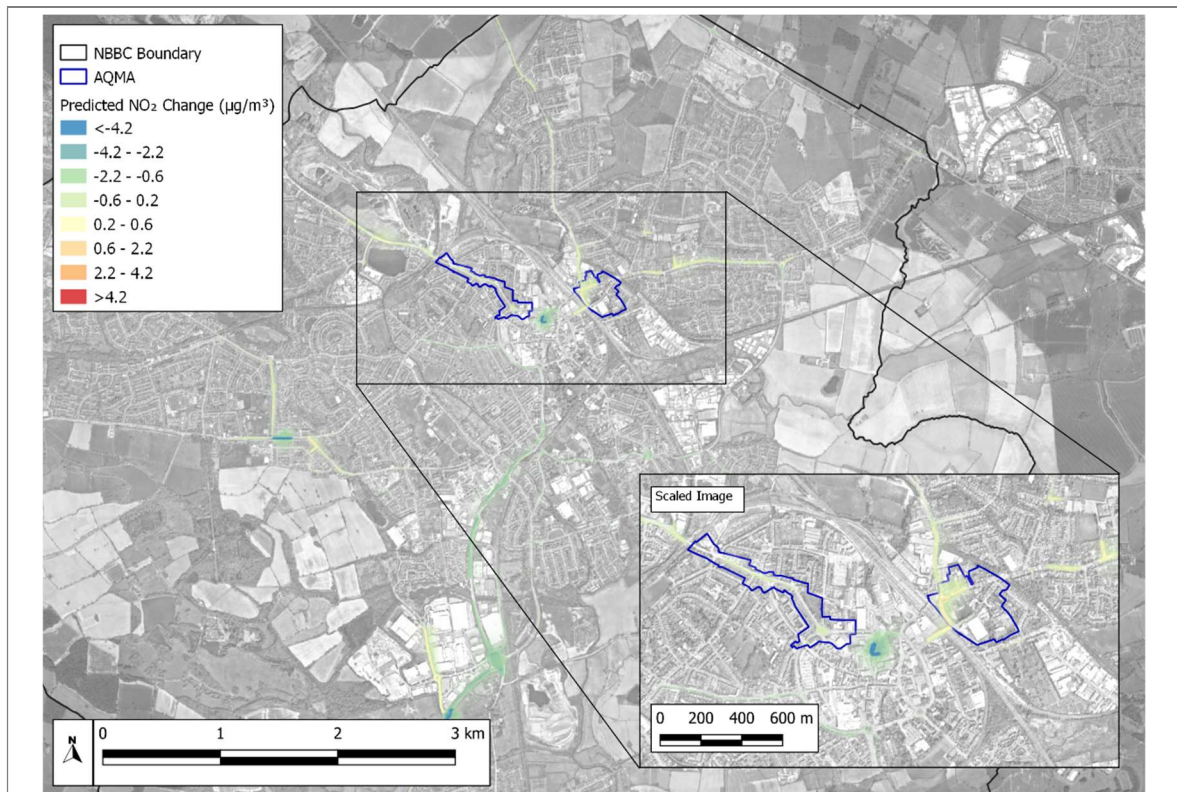 NBBC Boundary
AQMA
Predicted NO₂ Change (µg/m³)
<-4.2
-4.2 - -2.2
-2.2 - -0.6
-0.6 - 0.2
0.2 - 0.6
0.6 - 2.2
2.2 - 4.2
>4.2
Scaled Image
0 200 400 600 m
N
0 1 2 3 km